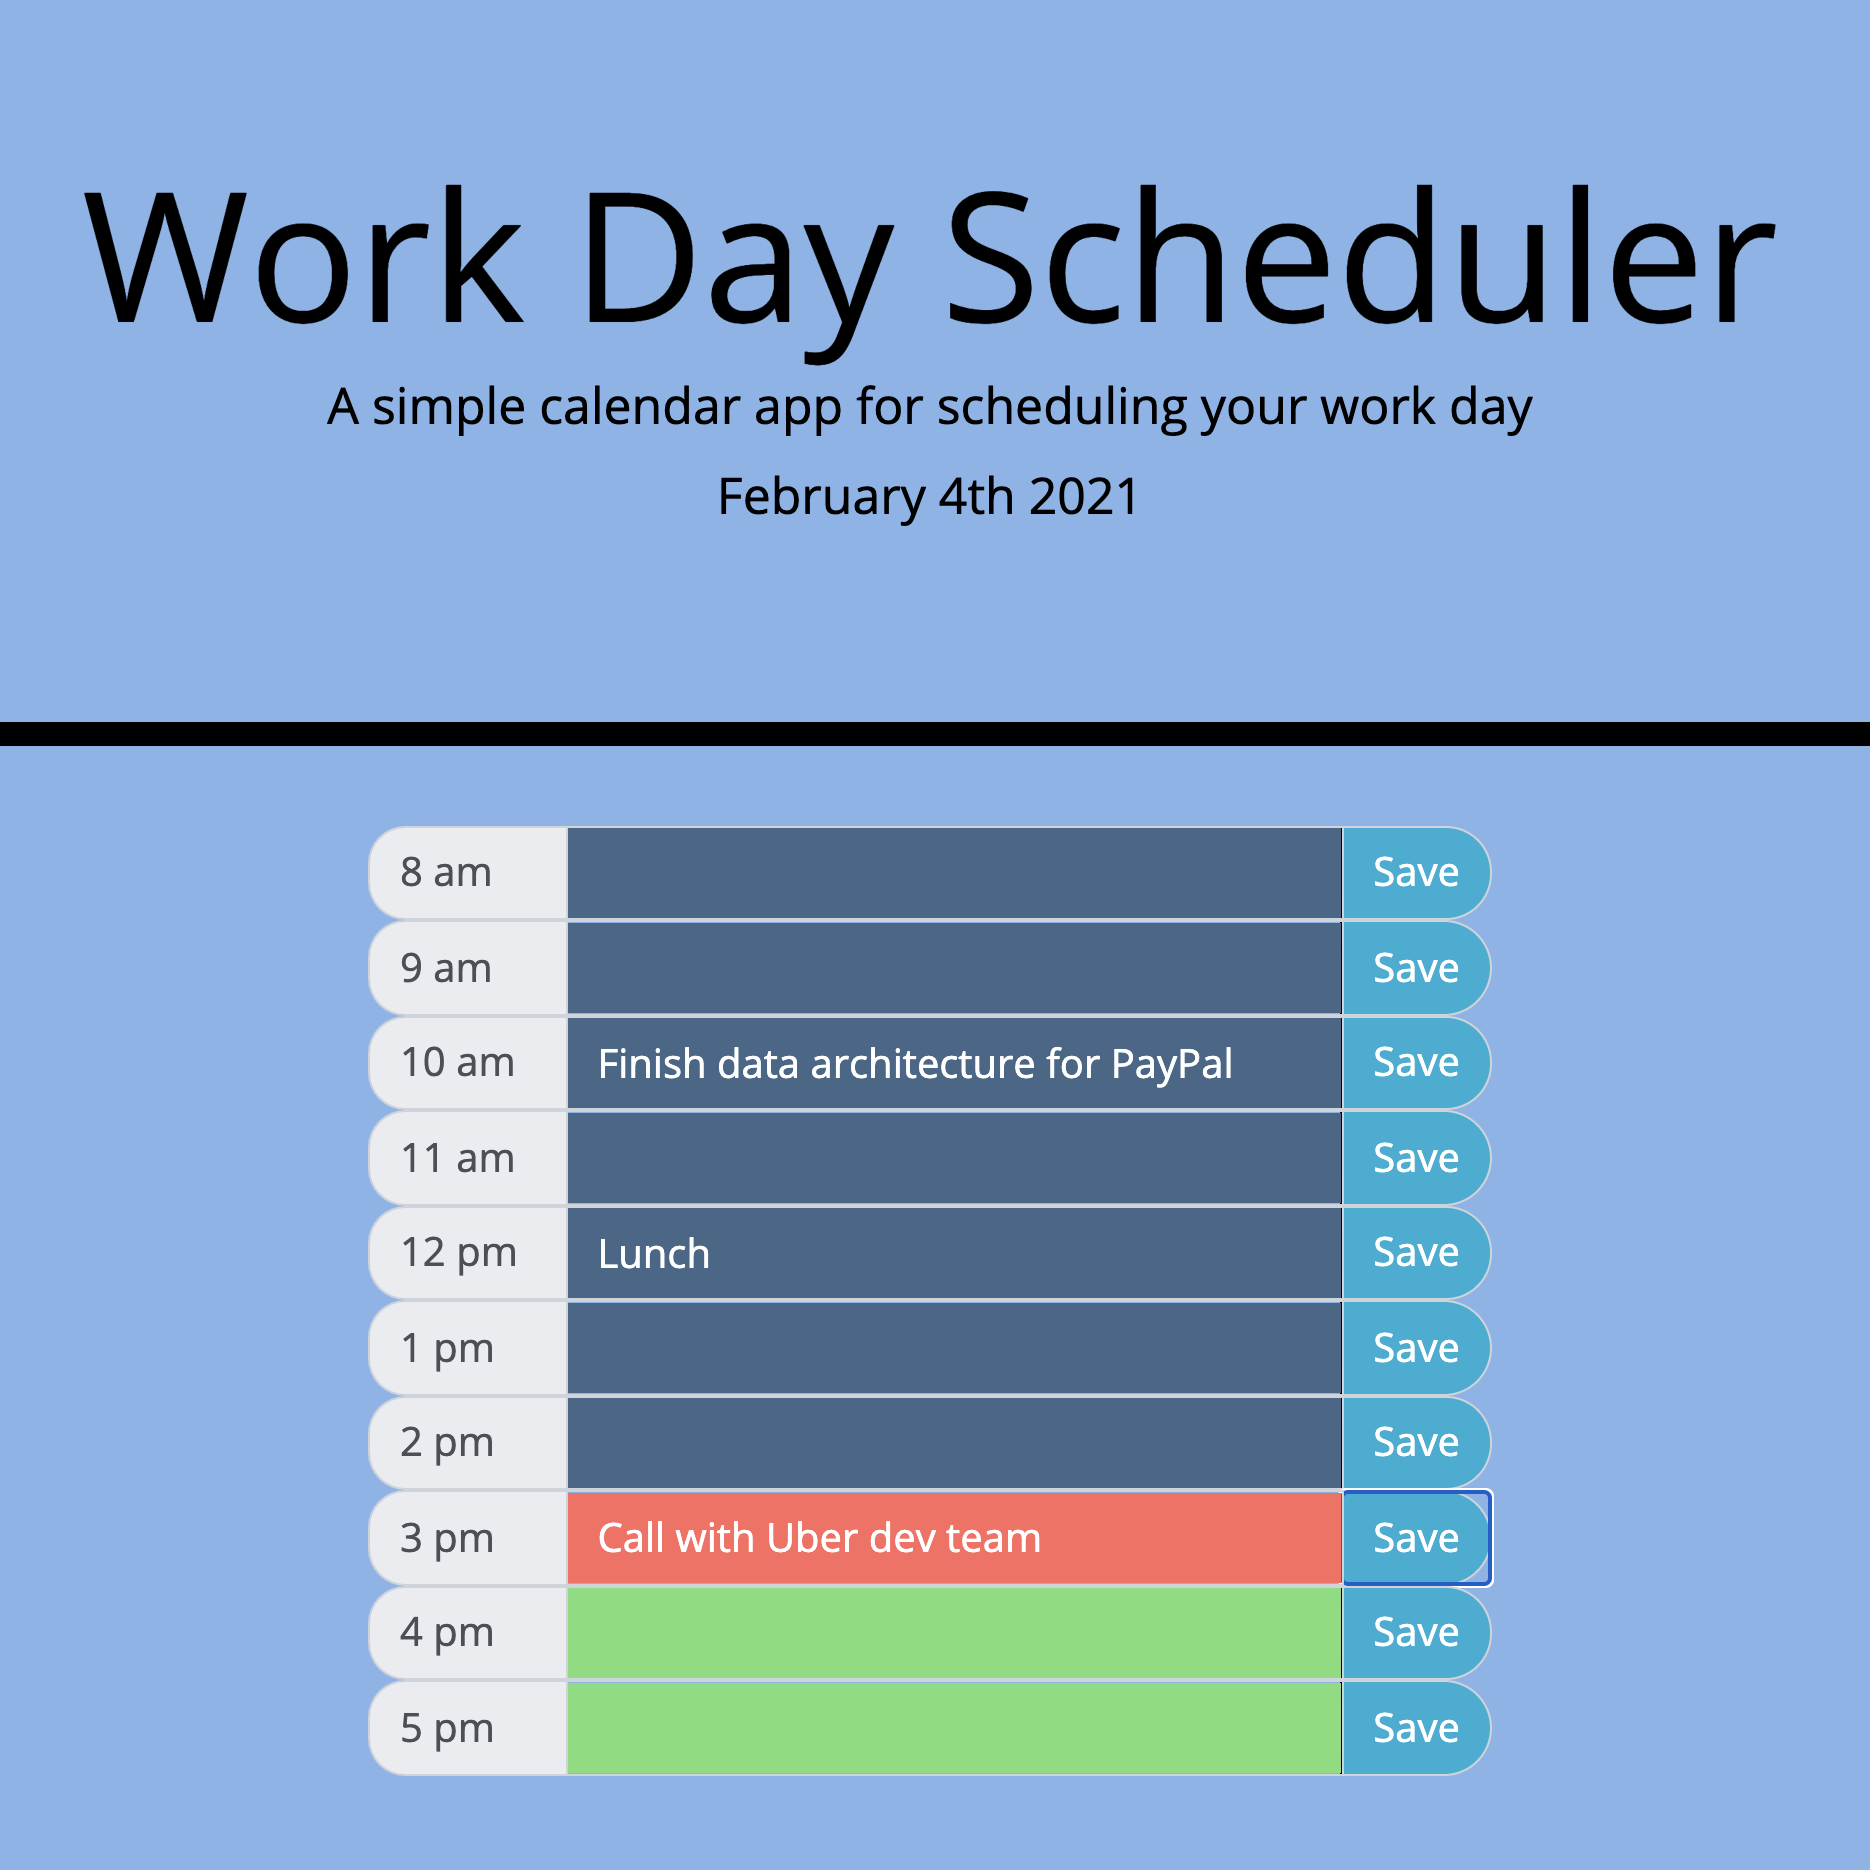 Work Day Scheduler
A simple calendar app for scheduling your work day
February 4th 2021
8 am Save
9 am Save
10 am Finish data architecture for PayPal Save
11 am Save
12 pm Lunch Save
1 pm Save
2 pm Save
3 pm Call with Uber dev team Save
4 pm Save
5 pm Save